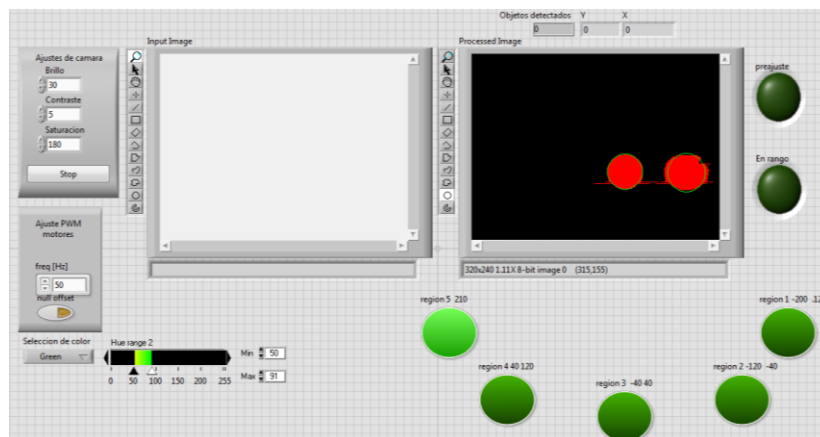 Objetos detectados Y X
0 0 0
Input Image
Processed Image
Ajustes de camara
Brillo
30
Contraste
5
Saturacion
180
Stop
preajuste
En rango
Ajuste PWM
motores
freq [Hz]
50
null offset
320x240 1.11X 8-bit image 0 (315,155)
region 5 210
region 1 -200
Seleccion de color
Green
Hue range 2
0 50 100 150 200 255
Min 50
Max 91
region 4 40 120
region 3 -40 40
region 2 -120 -40